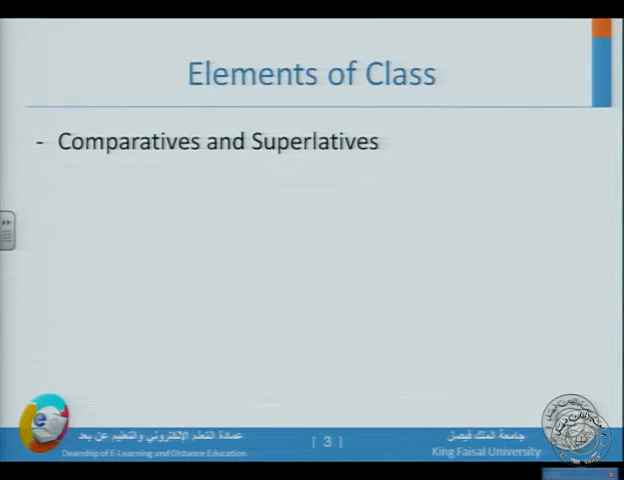 Elements of Class
- Comparatives and Superlatives
عمادة التعلم الإلكتروني والتعليم عن بعد
Deanship of E-Learning and Distance Education
[ 3 ]
جامعة الملك فيصل
King Faisal University